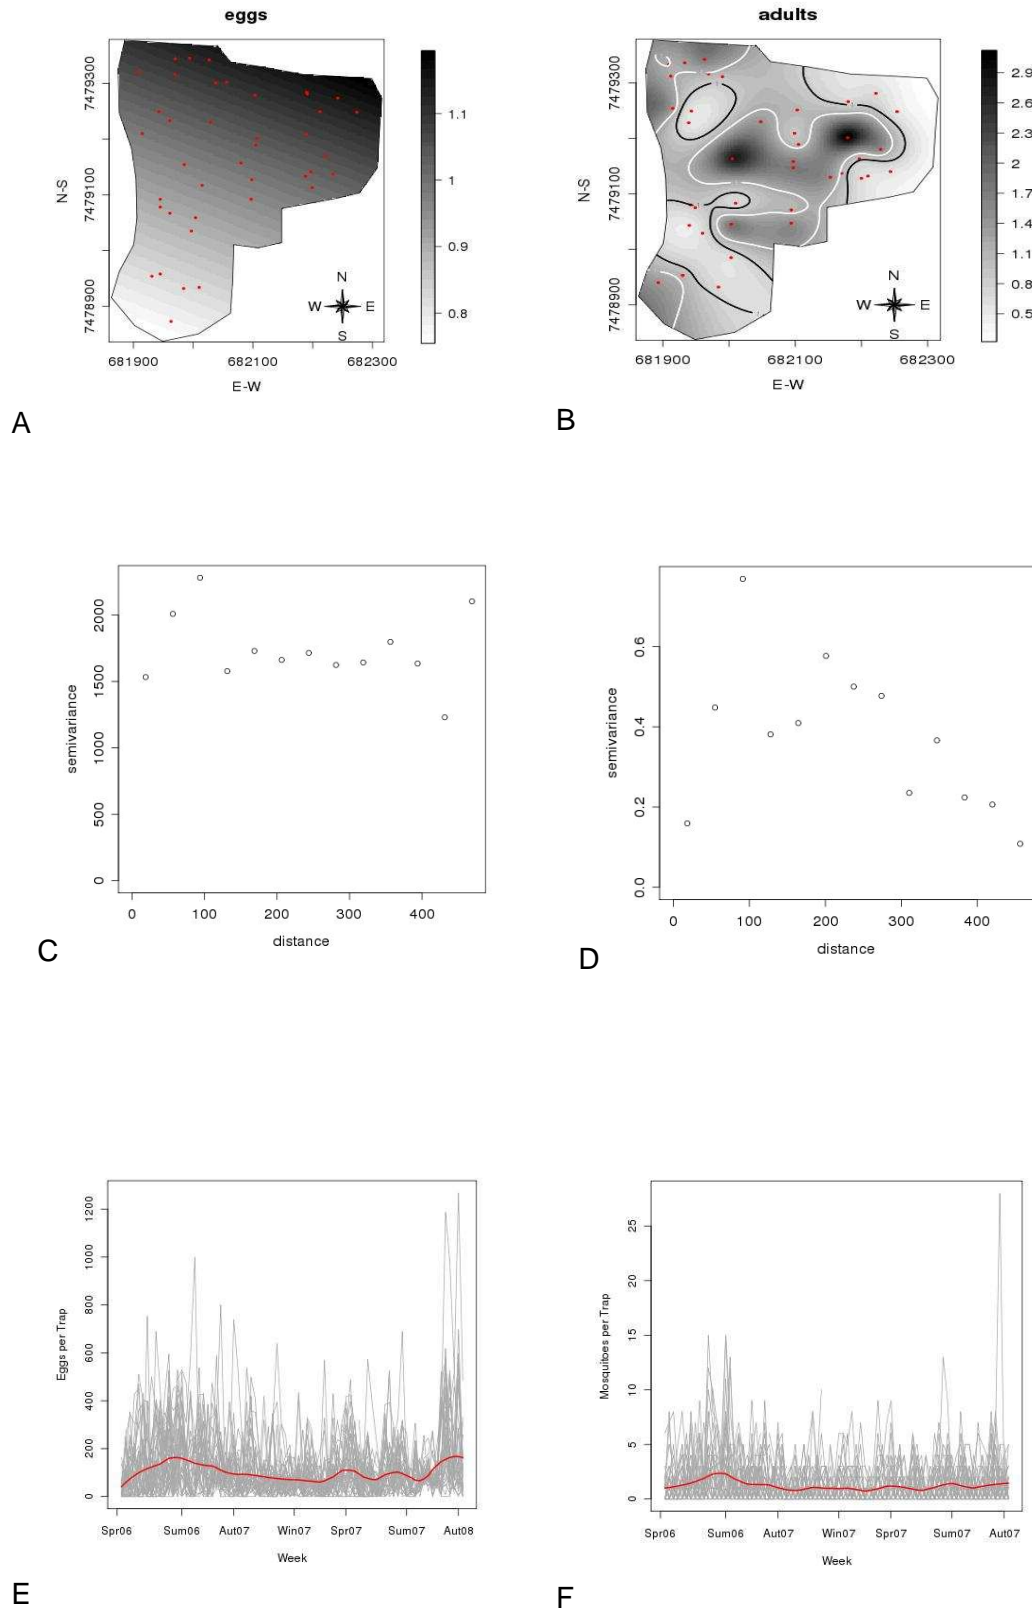 eggs
7479300
7479100
7478900
N-S
681900
682100
682300
E-W
1.1
1
0.9
0.8
N
W
E
S
A
adults
7479300
7479100
7478900
N-S
681900
682100
682300
E-W
2.9
2.6
2.3
2
1.7
1.4
1.1
0.8
0.5
N
W
E
S
B
2000
1500
1000
500
0
semivariance
0 100 200 300 400
distance
C
0.6
0.4
0.2
0.0
semivariance
0 100 200 300 400
distance
D
1200
1000
800
600
400
200
0
Eggs per Trap
Spr06 Sum06 Aut07 Win07 Spr07 Sum07 Aut08
Week
E
25
20
15
10
5
0
Mosquitoes per Trap
Spr06 Sum06 Aut07 Win07 Spr07 Sum07 Aut07
Week
F